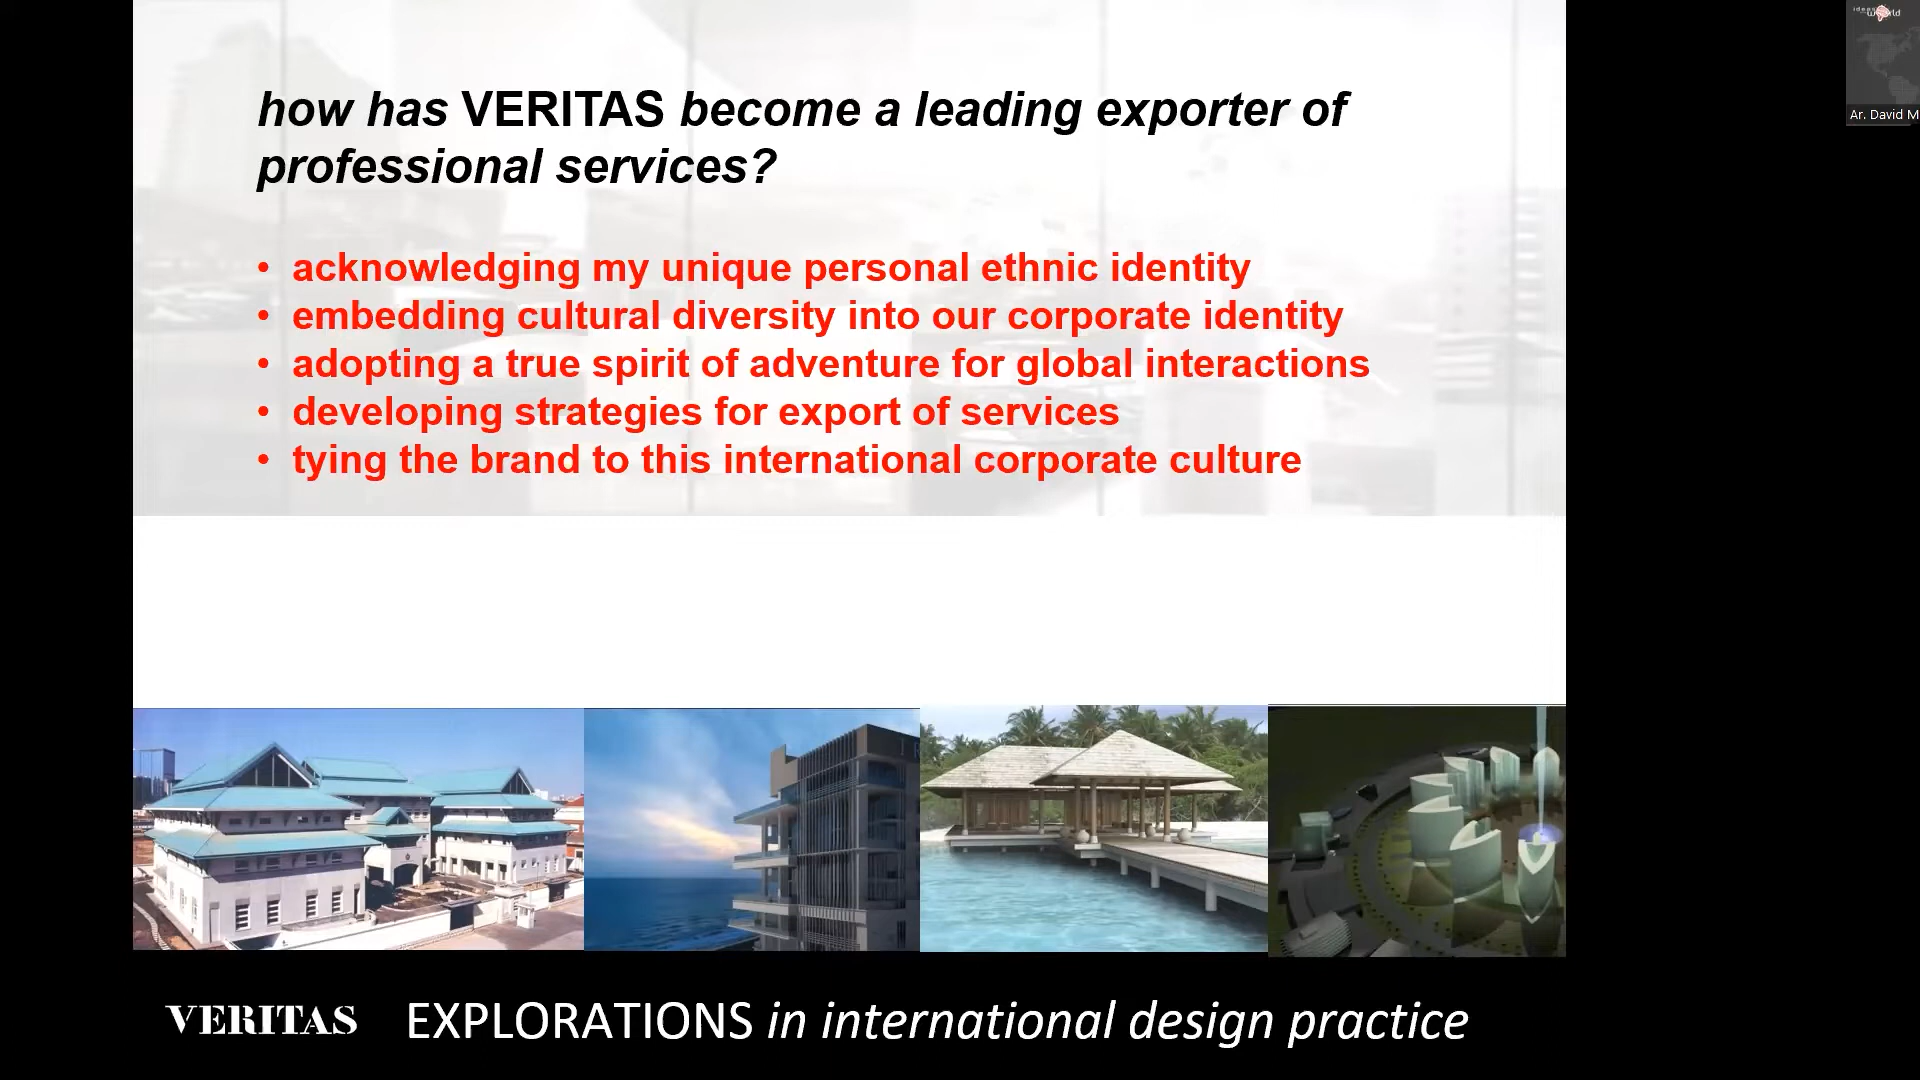 how has VERITAS become a leading exporter of
professional services?
• acknowledging my unique personal ethnic identity
• embedding cultural diversity into our corporate identity
• adopting a true spirit of adventure for global interactions
• developing strategies for export of services
• tying the brand to this international corporate culture
VERITAS EXPLORATIONS in international design practice
ideas
world
Ar. David M